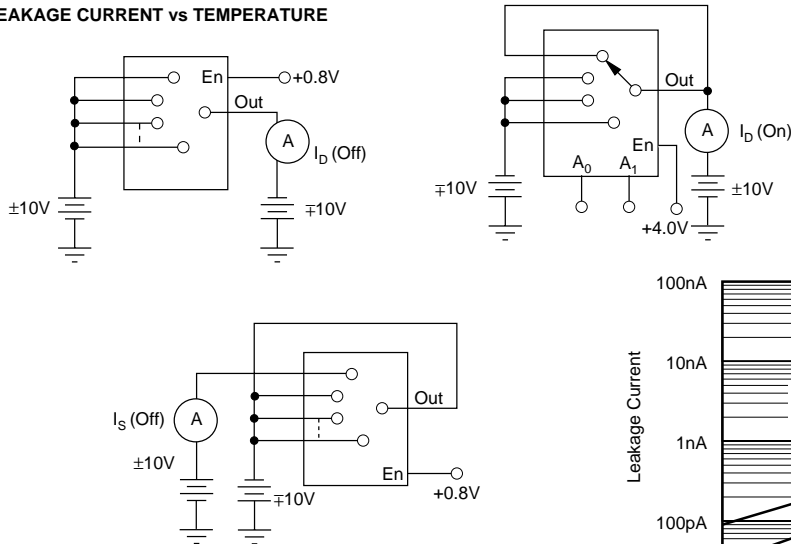 LEAKAGE CURRENT vs TEMPERATURE
En
+0.8V
Out
A
I_D (Off)
±10V
∓10V
Out
A
I_D (On)
En
A_0 A_1
∓10V
±10V
+4.0V
I_S (Off)
A
Out
±10V
∓10V
En
+0.8V
Leakage Current
100nA
10nA
1nA
100pA